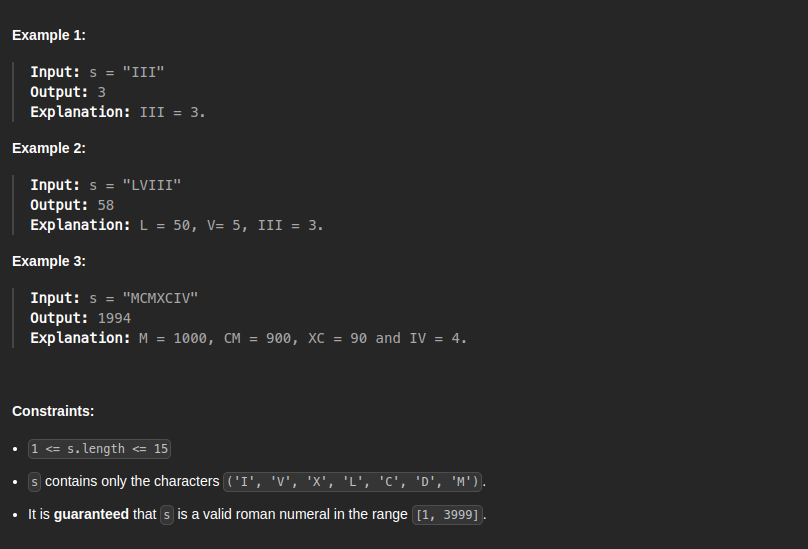 Example 1:
Input: s = "III"
Output: 3
Explanation: III = 3.
Example 2:
Input: s = "LVIII"
Output: 58
Explanation: L = 50, V= 5, III = 3.
Example 3:
Input: s = "MCMXCIV"
Output: 1994
Explanation: M = 1000, CM = 900, XC = 90 and IV = 4.
Constraints:
• 1 <= s.length <= 15
• s contains only the characters ('I', 'V', 'X', 'L', 'C', 'D', 'M').
• It is guaranteed that s is a valid roman numeral in the range [1, 3999].